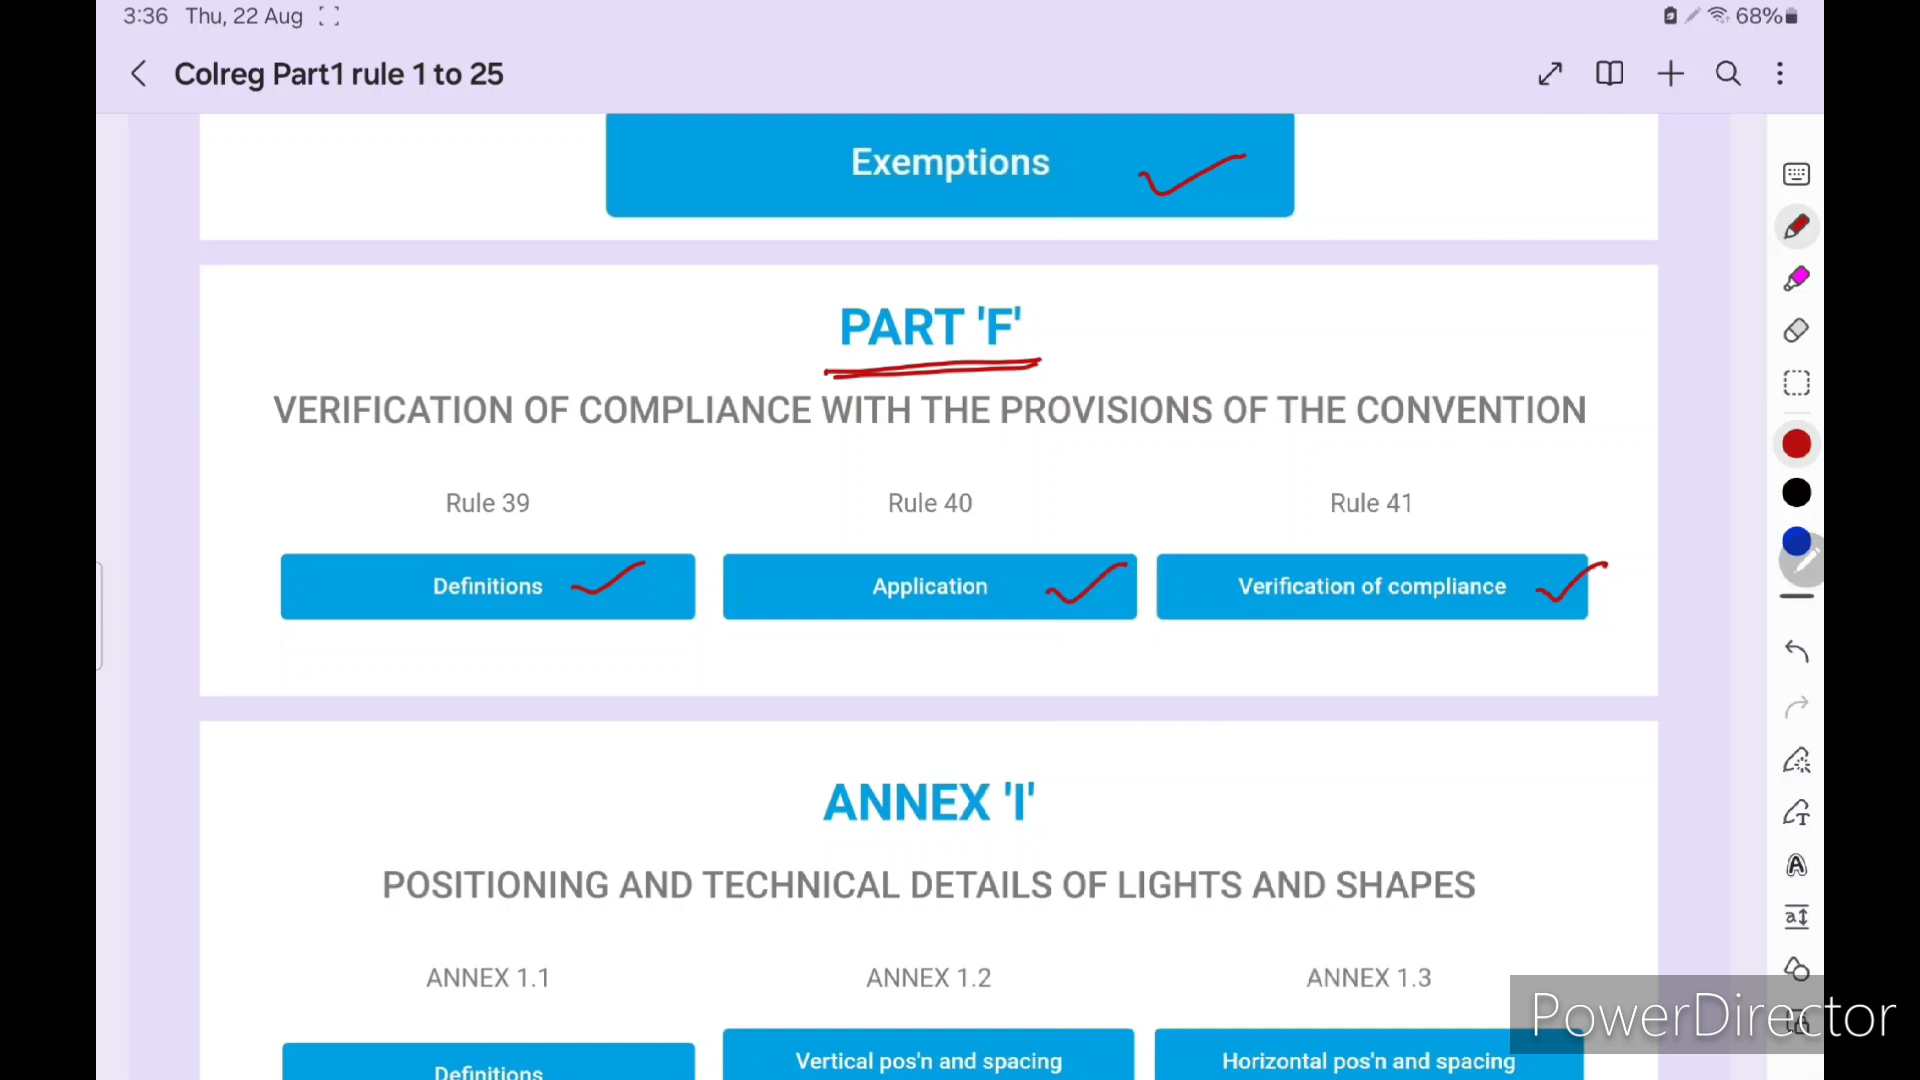 3:36 Thu, 22 Aug
68%
Colreg Part1 rule 1 to 25
Exemptions
PART 'F'
VERIFICATION OF COMPLIANCE WITH THE PROVISIONS OF THE CONVENTION
Rule 39 Rule 40 Rule 41
Definitions Application Verification of compliance
ANNEX 'I'
POSITIONING AND TECHNICAL DETAILS OF LIGHTS AND SHAPES
ANNEX 1.1 ANNEX 1.2 ANNEX 1.3
Definitions Vertical pos'n and spacing Horizontal pos'n and spacing
PowerDirector